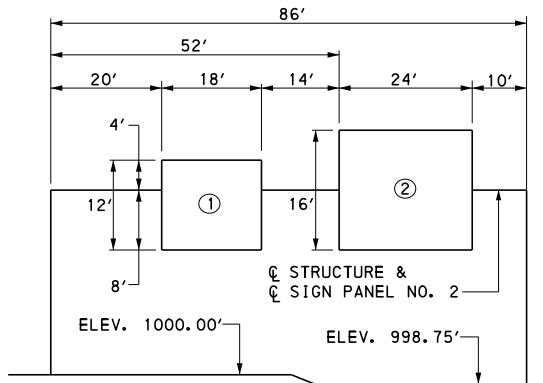 86′
52′
20′ 18′ 14′ 24′ 10′
4′
12′ ① 16′ ②
8′
℄ STRUCTURE &
℄ SIGN PANEL NO. 2
ELEV. 1000.00′
ELEV. 998.75′